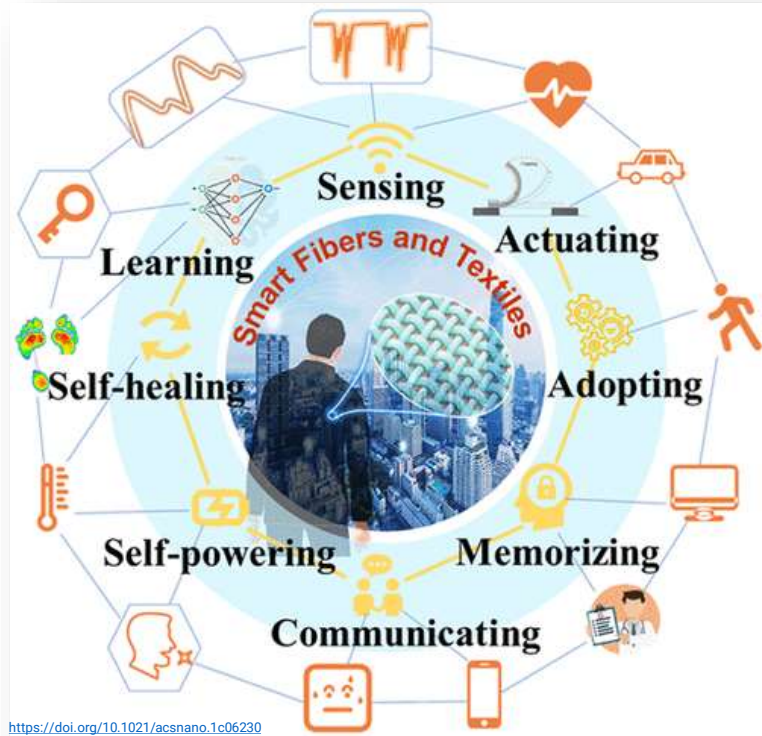 Sensing
Actuating
Learning
Smart Fibers and Textiles
Self-healing
Adopting
Self-powering
Memorizing
Communicating
https://doi.org/10.1021/acsnano.1c06230